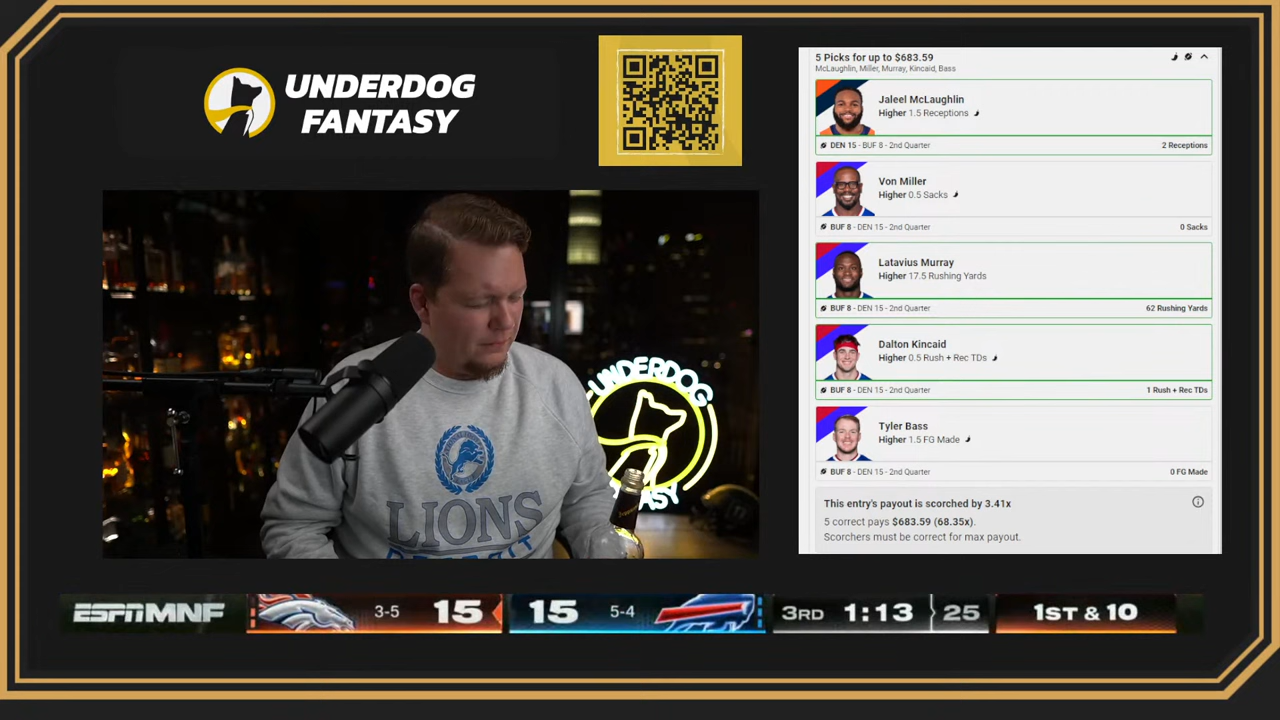 UNDERDOG
FANTASY
5 Picks for up to $683.59
McLaughlin, Miller, Murray, Kincaid, Bass
Jaleel McLaughlin
Higher 1.5 Receptions
DEN 15 - BUF 8 - 2nd Quarter
2 Receptions
Von Miller
Higher 0.5 Sacks
BUF 8 - DEN 15 - 2nd Quarter
0 Sacks
Latavius Murray
Higher 17.5 Rushing Yards
BUF 8 - DEN 15 - 2nd Quarter
62 Rushing Yards
Dalton Kincaid
Higher 0.5 Rush + Rec TDs
BUF 8 - DEN 15 - 2nd Quarter
1 Rush + Rec TDs
Tyler Bass
Higher 1.5 FG Made
BUF 8 - DEN 15 - 2nd Quarter
0 FG Made
This entry's payout is scorched by 3.41x
5 correct pays $683.59 (68.35x).
Scorchers must be correct for max payout.
UNDERDOG
LIONS
DETROIT
ESPN MNF
3-5
15
15
5-4
3RD 1:13
25
1ST & 10